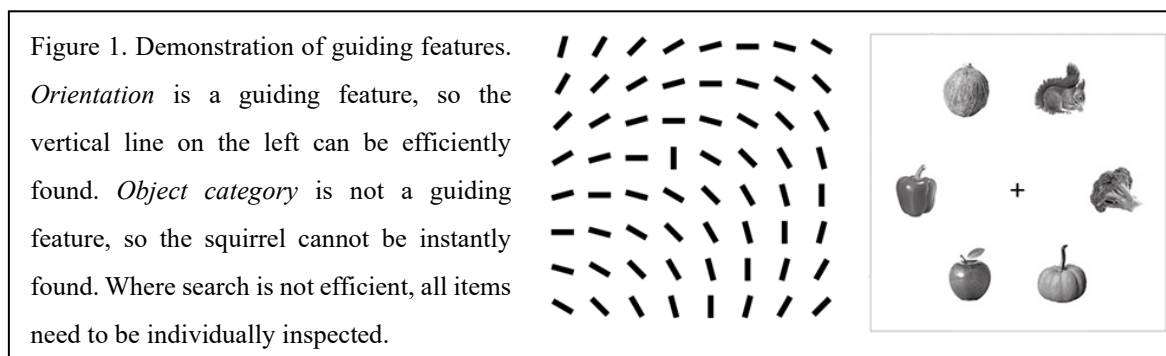 Figure 1. Demonstration of guiding features.
Orientation is a guiding feature, so the
vertical line on the left can be efficiently
found. Object category is not a guiding
feature, so the squirrel cannot be instantly
found. Where search is not efficient, all items
need to be individually inspected.
+